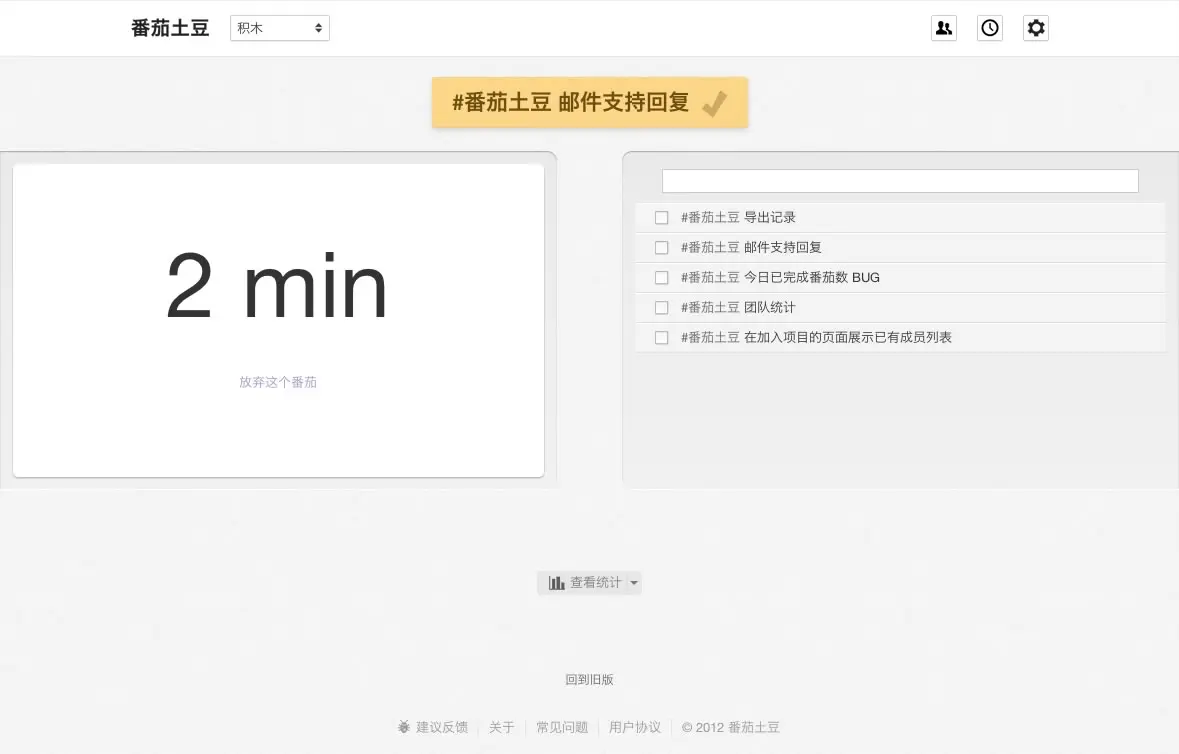 番茄土豆 积木
#番茄土豆 邮件支持回复
2 min
放弃这个番茄
#番茄土豆 导出记录
#番茄土豆 邮件支持回复
#番茄土豆 今日已完成番茄数 BUG
#番茄土豆 团队统计
#番茄土豆 在加入项目的页面展示已有成员列表
查看统计
回到旧版
建议反馈 关于 常见问题 用户协议 © 2012 番茄土豆